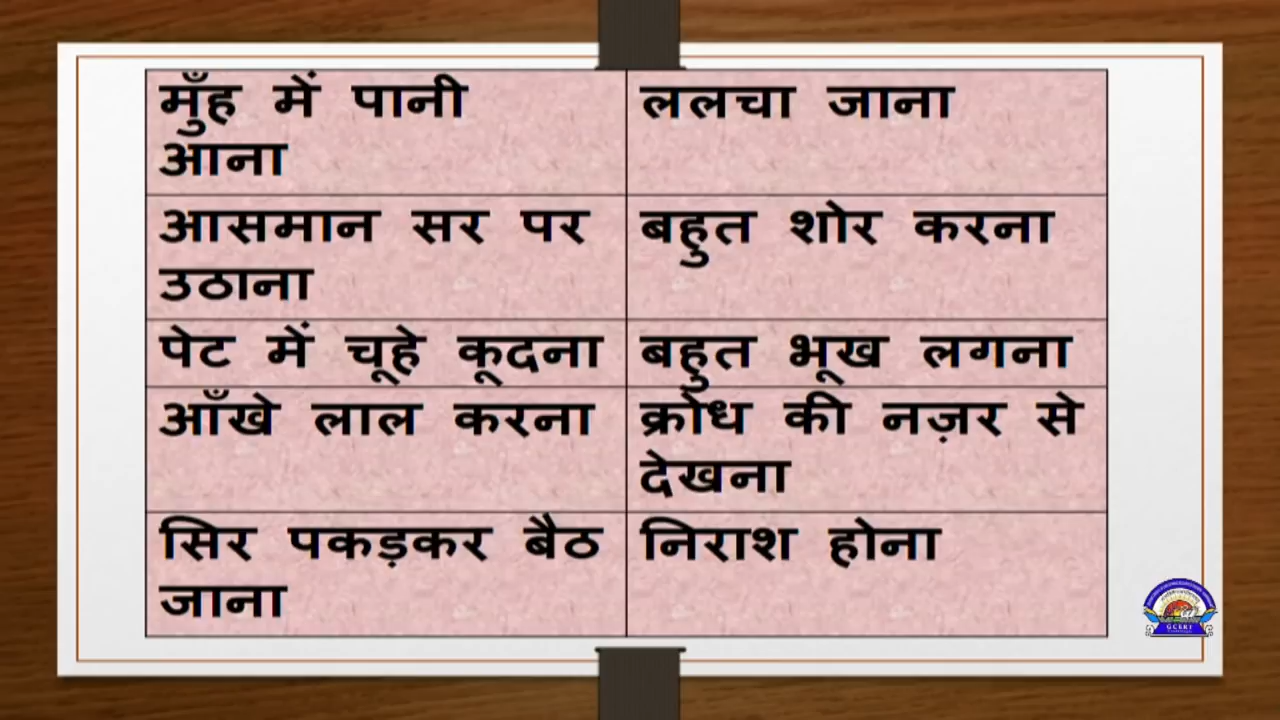 मुँह में पानी
आना
ललचा जाना
आसमान सर पर
उठाना
बहुत शोर करना
पेट में चूहे कूदना
बहुत भूख लगना
आँखे लाल करना
क्रोध की नज़र से
देखना
सिर पकड़कर बैठ
जाना
निराश होना
GCERT